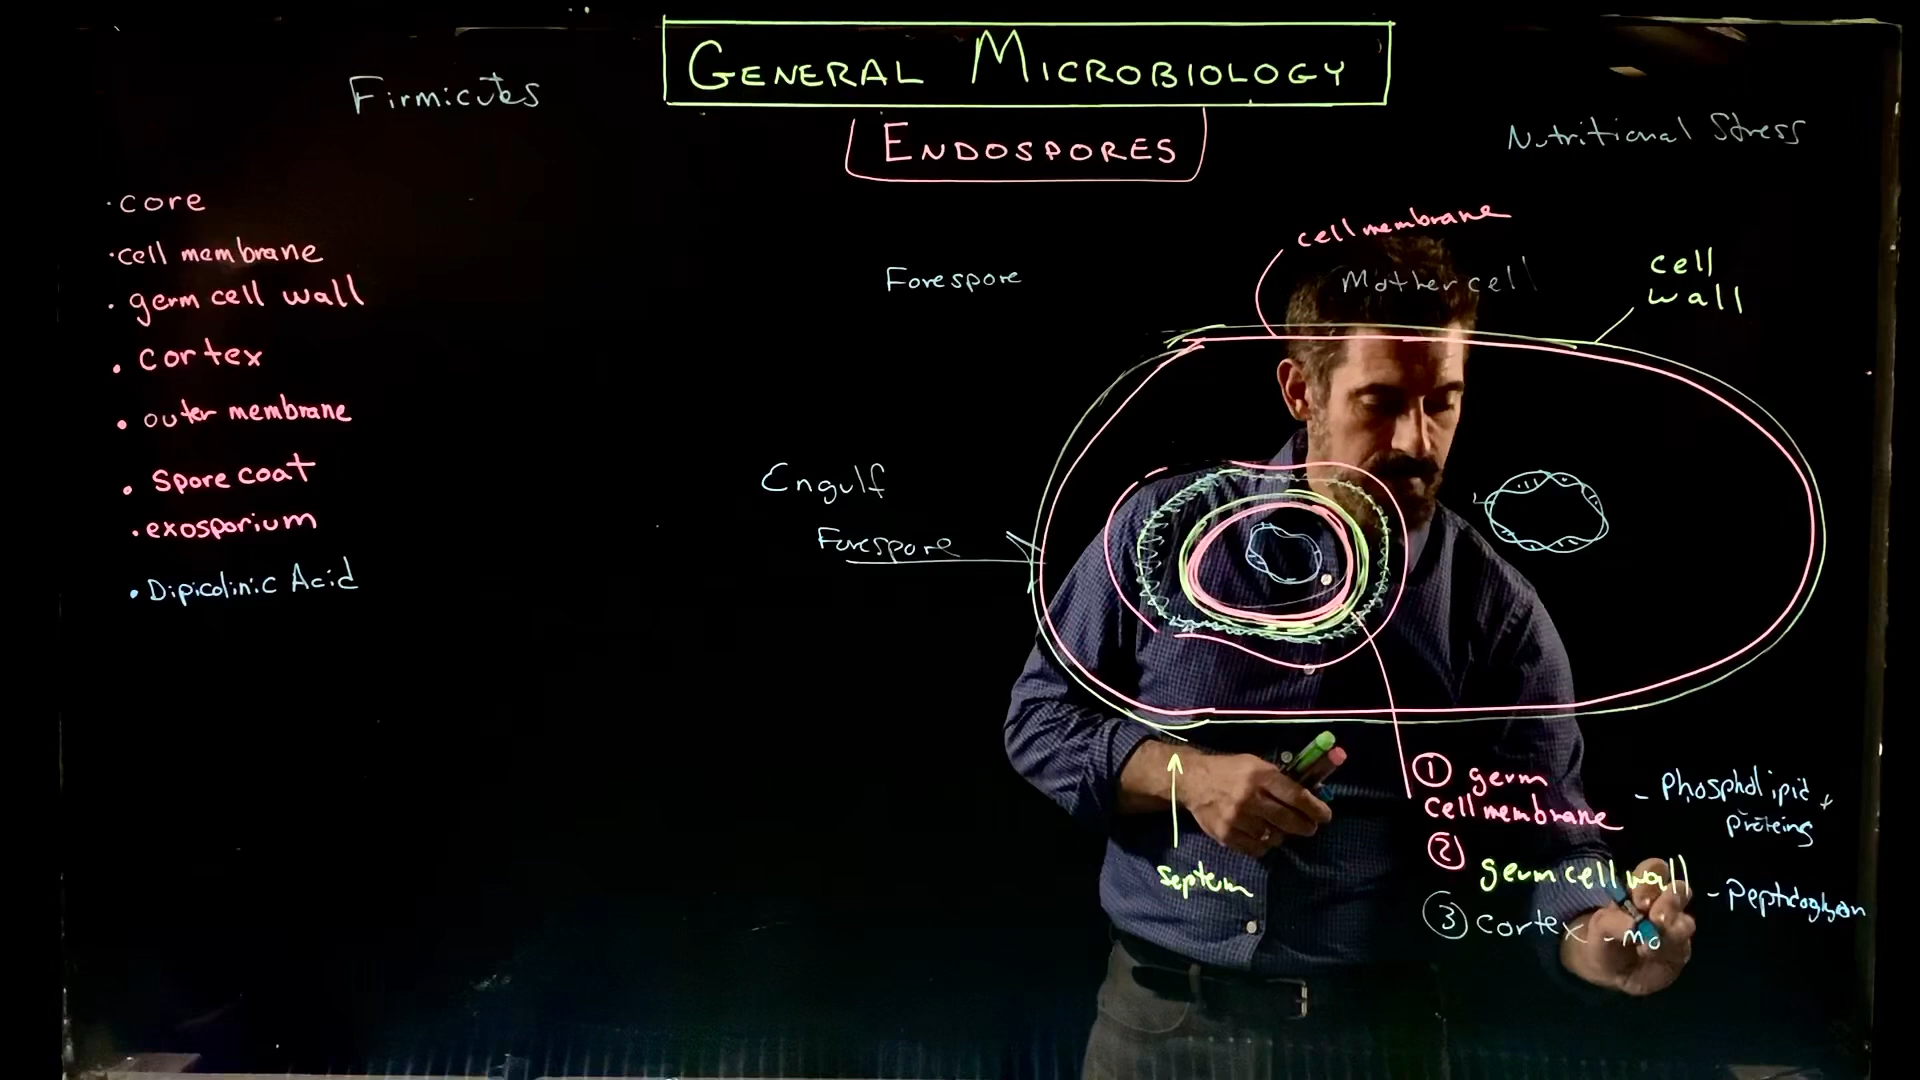 GENERAL MICROBIOLOGY
Firmicutes
ENDOSPORES
Nutritional Stress
• core
• cell membrane
• germ cell wall
• cortex
• outer membrane
• Spore coat
• exosporium
• Dipicolinic Acid
Forespore
cell membrane
Mother cell
cell
wall
Engulf
Forespore
septum
① germ
cell membrane
- Phospholipid +
proteins
②
germ cell wall - peptidoglycan
③ cortex - mo